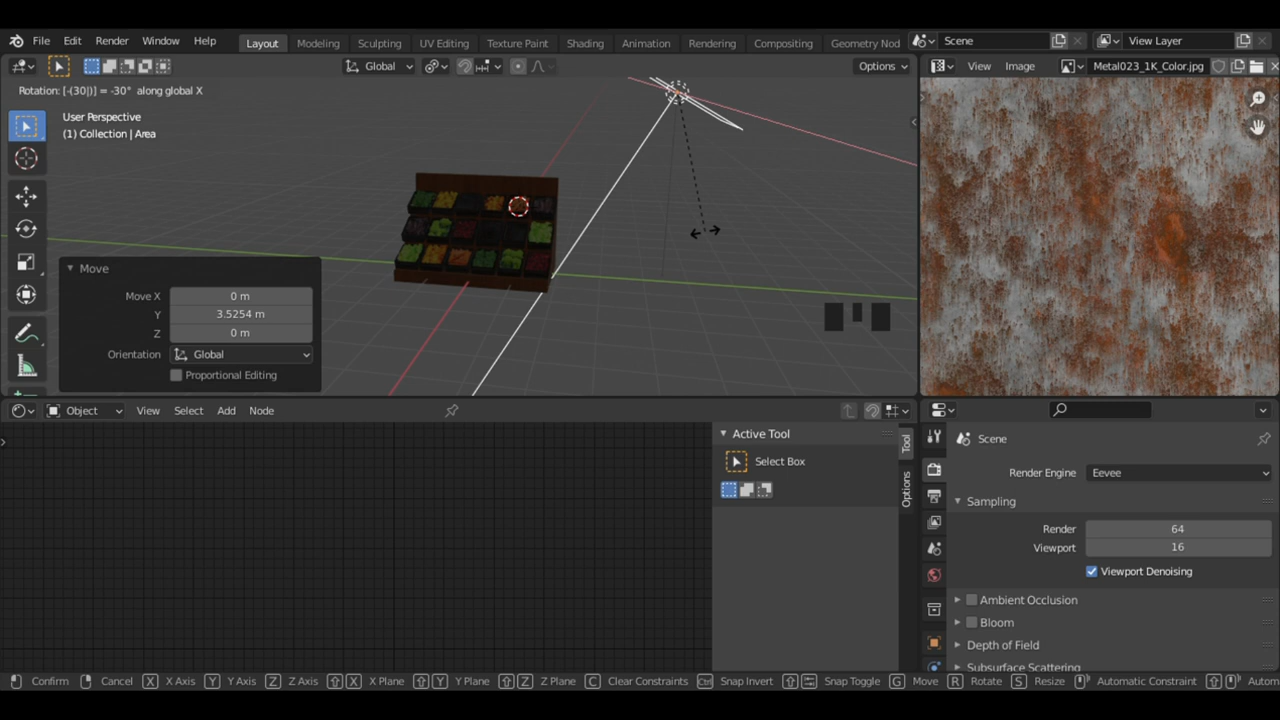 File Edit Render Window Help Layout Modeling Sculpting UV Editing Texture Paint Shading Animation Rendering Compositing Geometry Nod Scene View Layer
Global Options View Image Metal023_1K_Color.jpg
Rotation: [-(30|)] = -30° along global X
User Perspective
(1) Collection | Area
Move
Move X 0 m
Y 3.5254 m
Z 0 m
Orientation Global
Proportional Editing
Object View Select Add Node
Active Tool
Select Box
Tool
Options
Scene
Render Engine Eevee
Sampling
Render 64
Viewport 16
Viewport Denoising
Ambient Occlusion
Bloom
Depth of Field
Subsurface Scattering
Confirm Cancel X X Axis Y Y Axis Z Z Axis X X Plane Y Y Plane Z Z Plane C Clear Constraints Ctrl Snap Invert Snap Toggle G Move R Rotate S Resize Automatic Constraint Autom